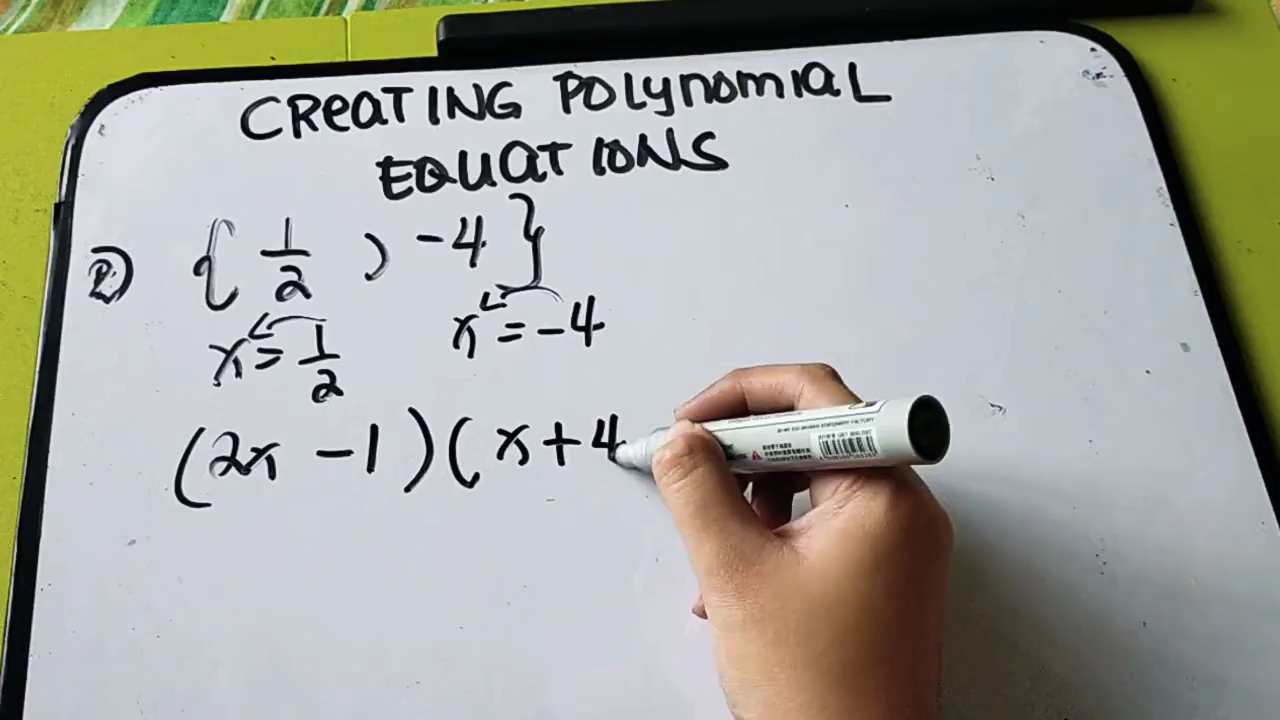 CREATING POLYNOMIAL
EQUATIONS
2) { 1/2 , -4 }
x = 1/2 x = -4
(2x - 1)(x + 4